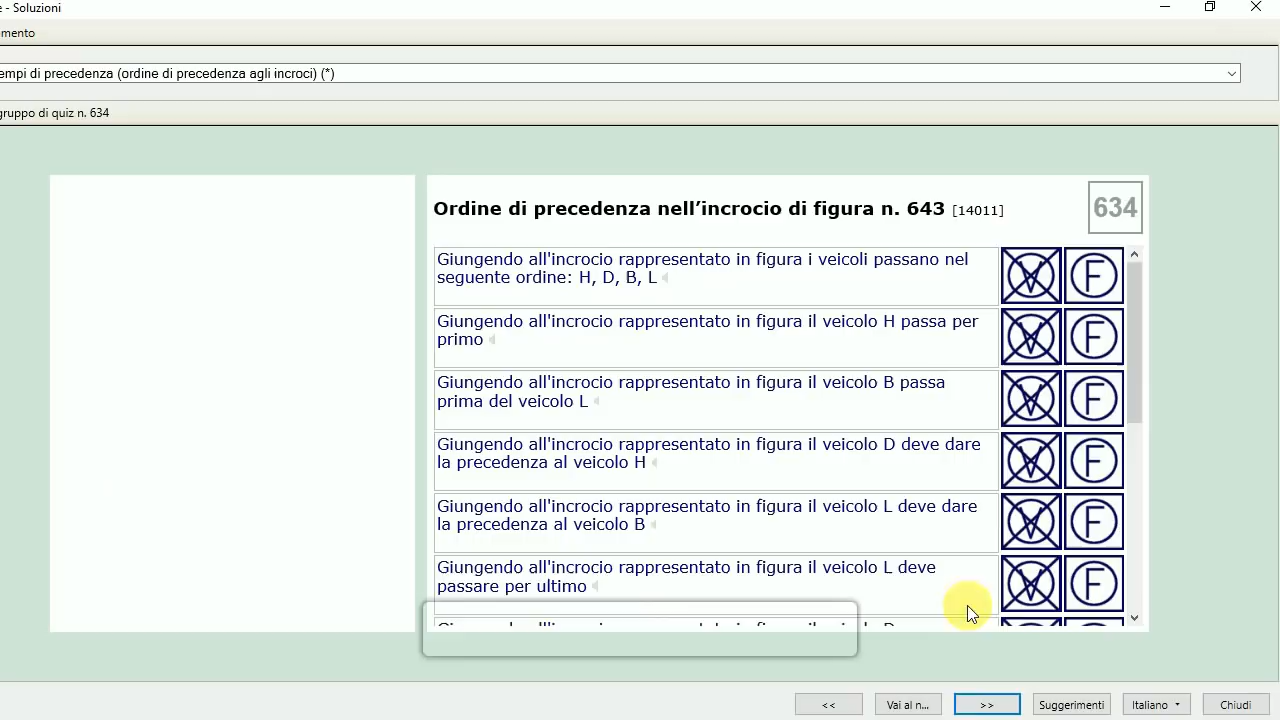 e - Soluzioni
mento
empi di precedenza (ordine di precedenza agli incroci) (*)
gruppo di quiz n. 634
Ordine di precedenza nell’incrocio di figura n. 643 [14011]
634
Giungendo all'incrocio rappresentato in figura i veicoli passano nel
seguente ordine: H, D, B, L
V F
Giungendo all'incrocio rappresentato in figura il veicolo H passa per
primo
V F
Giungendo all'incrocio rappresentato in figura il veicolo B passa
prima del veicolo L
V F
Giungendo all'incrocio rappresentato in figura il veicolo D deve dare
la precedenza al veicolo H
V F
Giungendo all'incrocio rappresentato in figura il veicolo L deve dare
la precedenza al veicolo B
V F
Giungendo all'incrocio rappresentato in figura il veicolo L deve
passare per ultimo
V F
<< Vai al n... >> Suggerimenti Italiano Chiudi